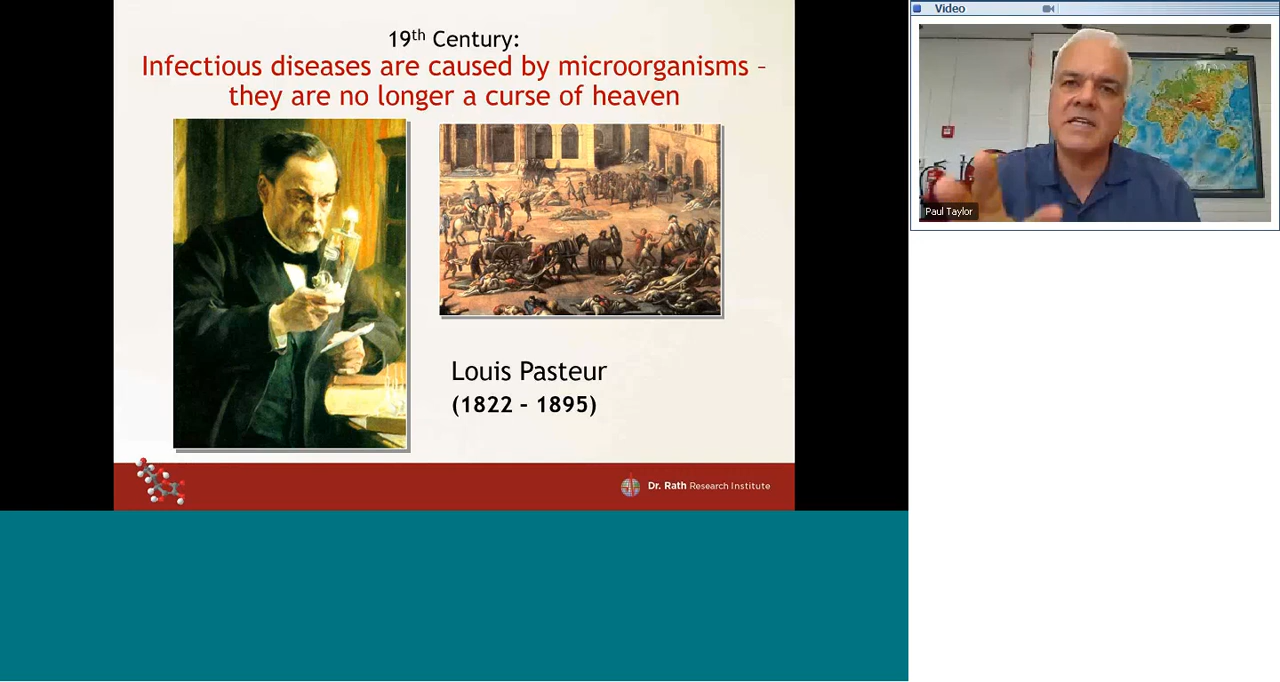 19th Century:
Infectious diseases are caused by microorganisms –
they are no longer a curse of heaven
Louis Pasteur
(1822 – 1895)
Dr. Rath Research Institute
Video
Paul Taylor